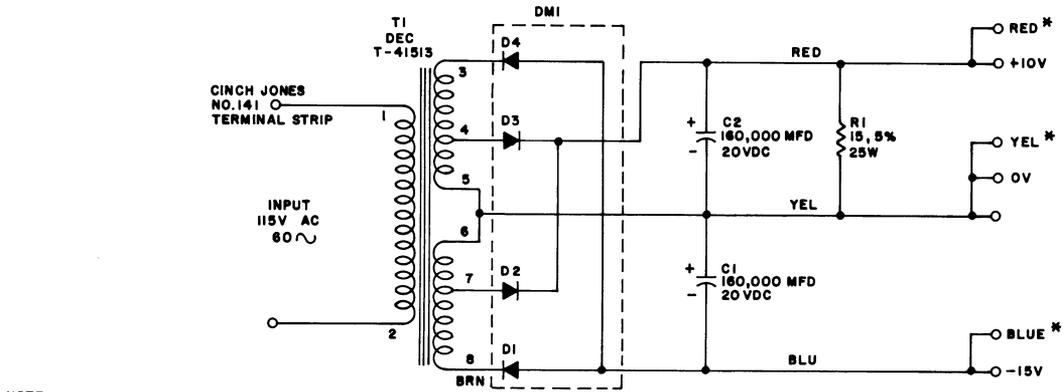 DM1
T1
DEC
T-41513
D4
RED *
RED
3
+10V
CINCH JONES
NO.141
TERMINAL STRIP
1
D3
4
+
-
C2
160,000 MFD
20VDC
R1
15, 5%
25W
YEL *
5
0V
INPUT
115V AC
60
YEL
6
7
D2
+
-
C1
160,000 MFD
20VDC
2
D1
BLUE *
8
BLU
BRN
-15V